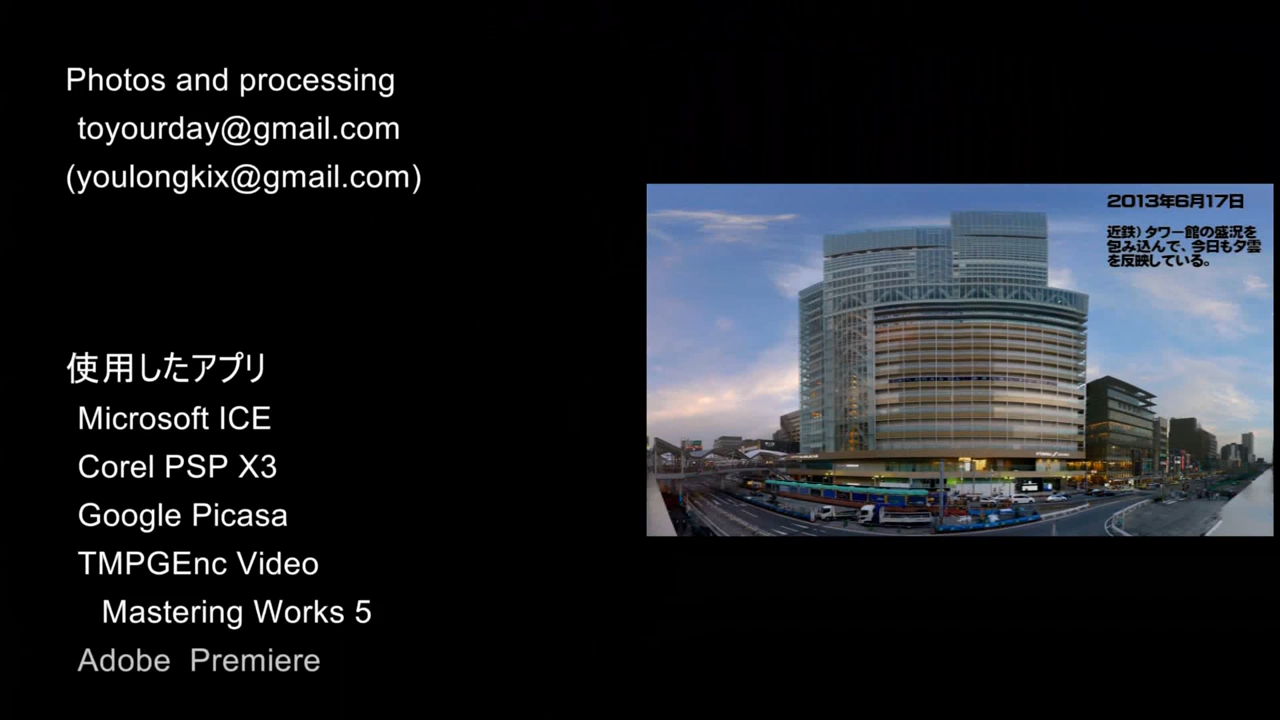 Photos and processing
toyourday@gmail.com
(youlongkix@gmail.com)
使用したアプリ
Microsoft ICE
Corel PSP X3
Google Picasa
TMPGEnc Video
Mastering Works 5
Adobe Premiere
2013年6月17日
近鉄）タワー館の盛況を
包み込んで、今日も夕雲
を反映している。